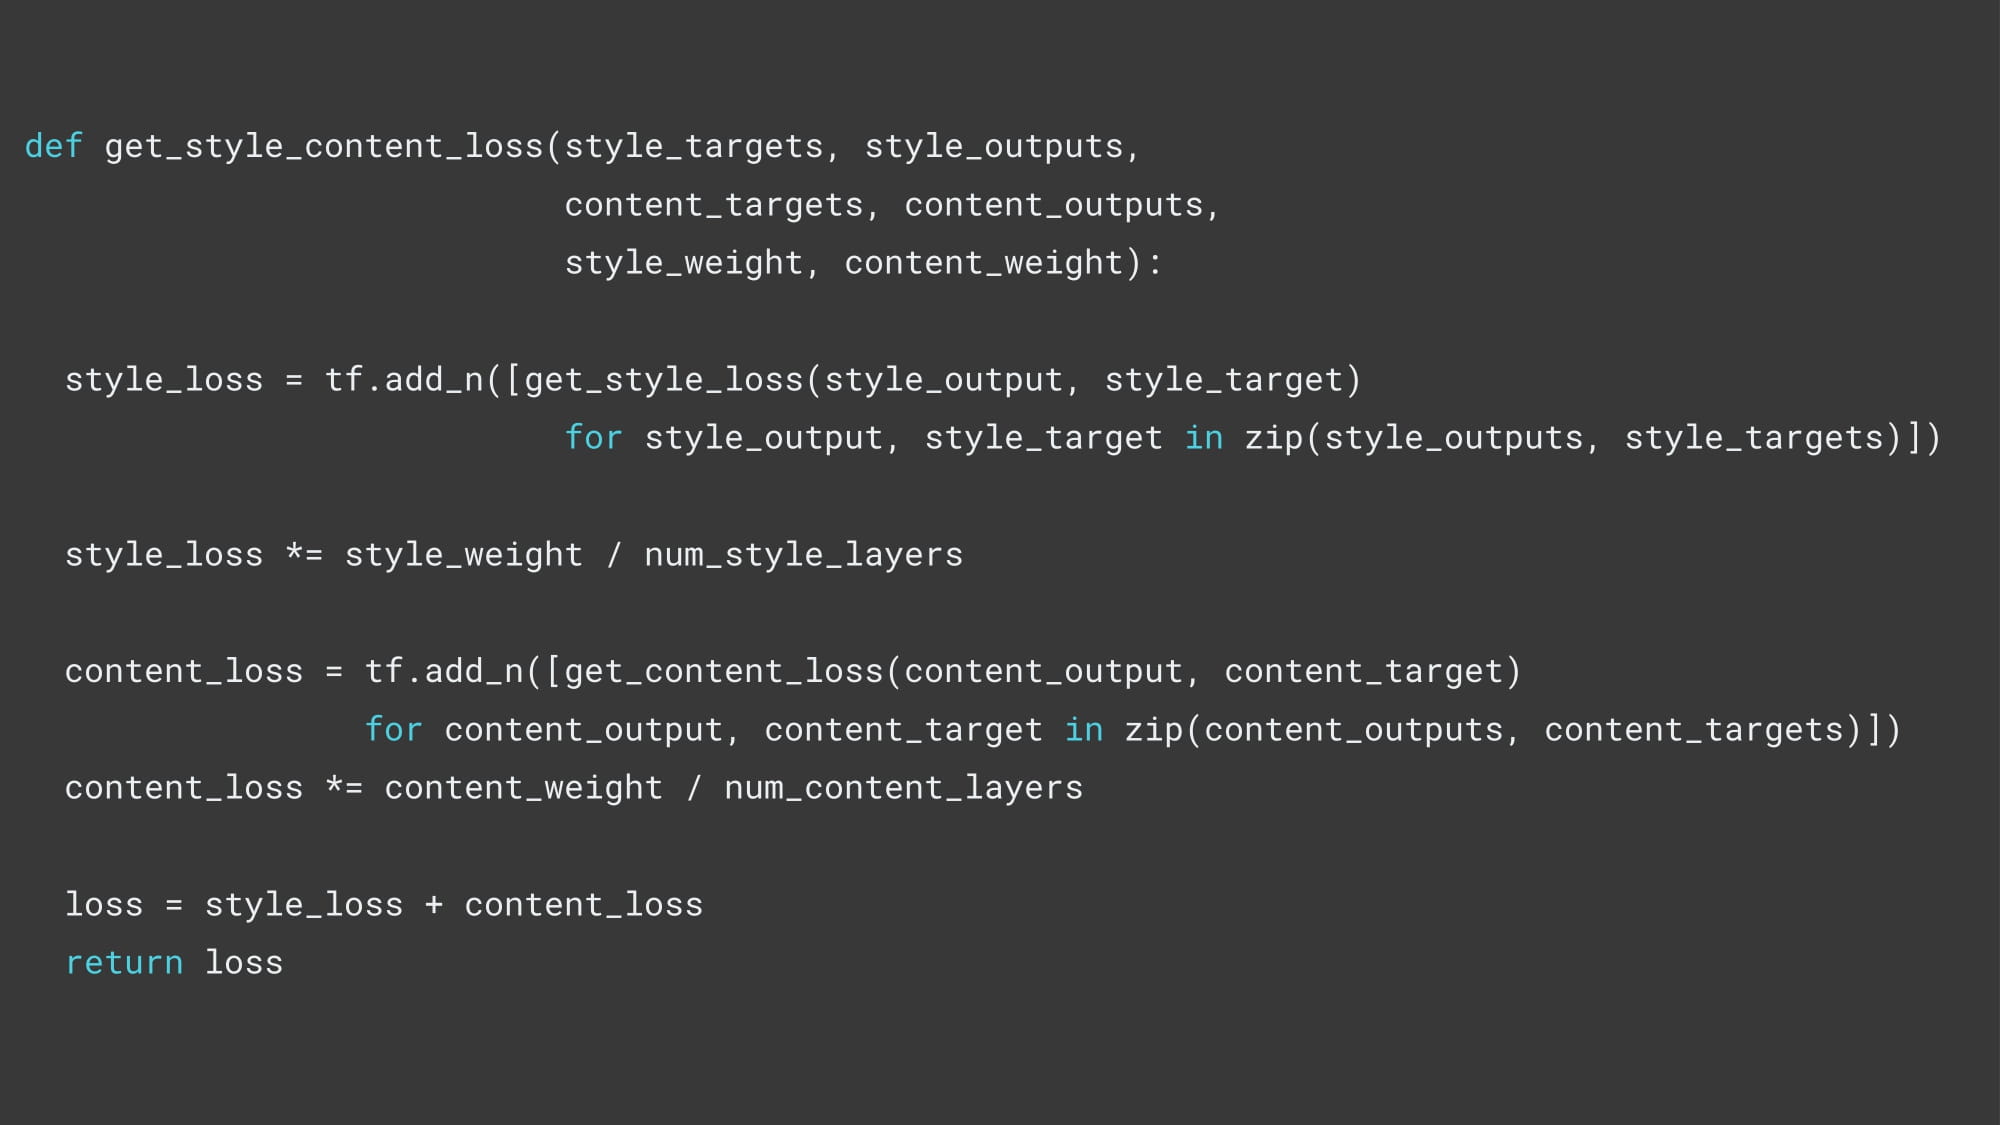 def get_style_content_loss(style_targets, style_outputs,
                           content_targets, content_outputs,
                           style_weight, content_weight):
  style_loss = tf.add_n([get_style_loss(style_output, style_target)
                           for style_output, style_target in zip(style_outputs, style_targets)])
  style_loss *= style_weight / num_style_layers
  content_loss = tf.add_n([get_content_loss(content_output, content_target)
                 for content_output, content_target in zip(content_outputs, content_targets)])
  content_loss *= content_weight / num_content_layers
  loss = style_loss + content_loss
  return loss